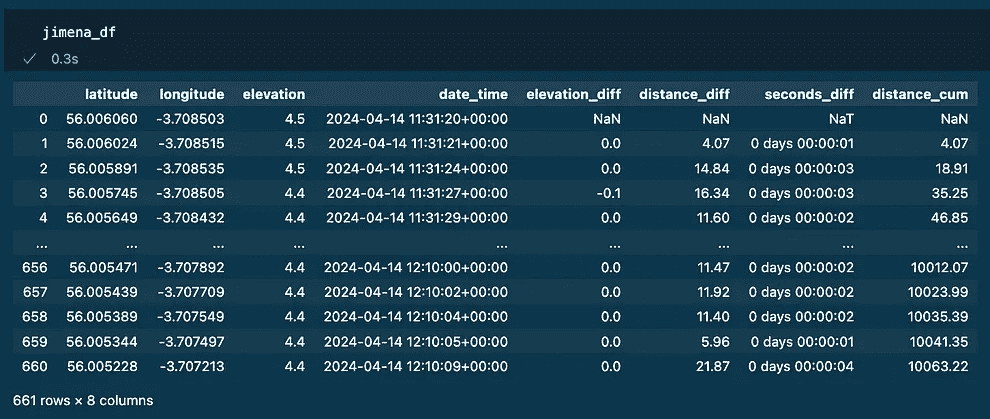 jimena_df
✓ 0.3s
latitude longitude elevation date_time elevation_diff distance_diff seconds_diff distance_cum
0 56.006060 -3.708503 4.5 2024-04-14 11:31:20+00:00 NaN NaN NaT NaN
1 56.006024 -3.708515 4.5 2024-04-14 11:31:21+00:00 0.0 4.07 0 days 00:00:01 4.07
2 56.005891 -3.708535 4.5 2024-04-14 11:31:24+00:00 0.0 14.84 0 days 00:00:03 18.91
3 56.005745 -3.708505 4.4 2024-04-14 11:31:27+00:00 -0.1 16.34 0 days 00:00:03 35.25
4 56.005649 -3.708432 4.4 2024-04-14 11:31:29+00:00 0.0 11.60 0 days 00:00:02 46.85
... ... ... ... ... ... ... ... ...
656 56.005471 -3.707892 4.4 2024-04-14 12:10:00+00:00 0.0 11.47 0 days 00:00:02 10012.07
657 56.005439 -3.707709 4.4 2024-04-14 12:10:02+00:00 0.0 11.92 0 days 00:00:02 10023.99
658 56.005389 -3.707549 4.4 2024-04-14 12:10:04+00:00 0.0 11.40 0 days 00:00:02 10035.39
659 56.005344 -3.707497 4.4 2024-04-14 12:10:05+00:00 0.0 5.96 0 days 00:00:01 10041.35
660 56.005228 -3.707213 4.4 2024-04-14 12:10:09+00:00 0.0 21.87 0 days 00:00:04 10063.22
661 rows × 8 columns